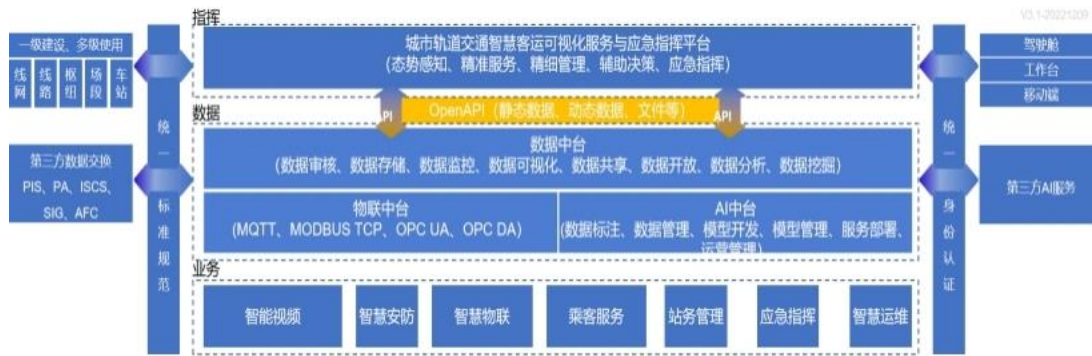 V3.1-20221209
指挥
一级建设、多级使用
线网
线路
枢纽
场段
车站
城市轨道交通智慧客运可视化服务与应急指挥平台
(态势感知、精准服务、精细管理、辅助决策、应急指挥)
驾驶舱
工作台
移动端
API
OpenAPI(静态数据、动态数据、文件等)
API
数据
统一标准规范
统一身份认证
数据中台
(数据审核、数据存储、数据监控、数据可视化、数据共享、数据开放、数据分析、数据挖掘)
第三方数据交换
PIS、PA、ISCS、
SIG、AFC
第三方AI服务
物联中台
(MQTT、MODBUS TCP、OPC UA、OPC DA)
AI中台
(数据标注、数据管理、模型开发、模型管理、服务部署、
运营管理)
业务
智能视频
智慧安防
智慧物联
乘客服务
站务管理
应急指挥
智慧运维